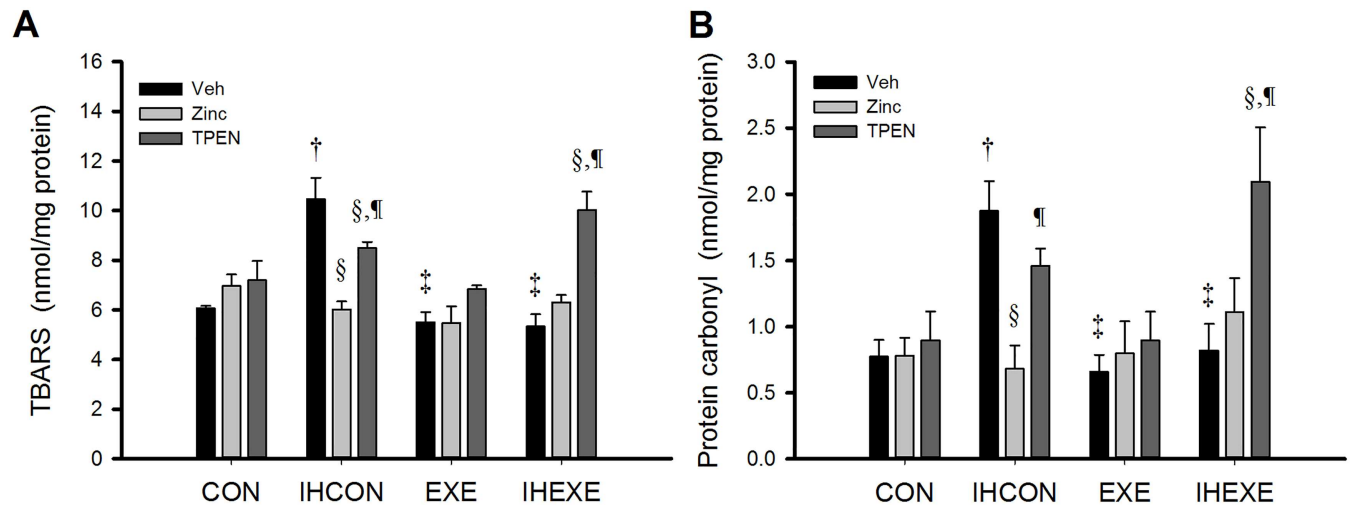 A
TBARS (nmol/mg protein)
16
14
12
10
8
6
4
2
0
Veh
Zinc
TPEN
†
§
§,¶
‡
‡
§,¶
CON IHCON EXE IHEXE
B
Protein carbonyl (nmol/mg protein)
3.0
2.5
2.0
1.5
1.0
0.5
0.0
Veh
Zinc
TPEN
†
§
¶
‡
‡
§,¶
CON IHCON EXE IHEXE